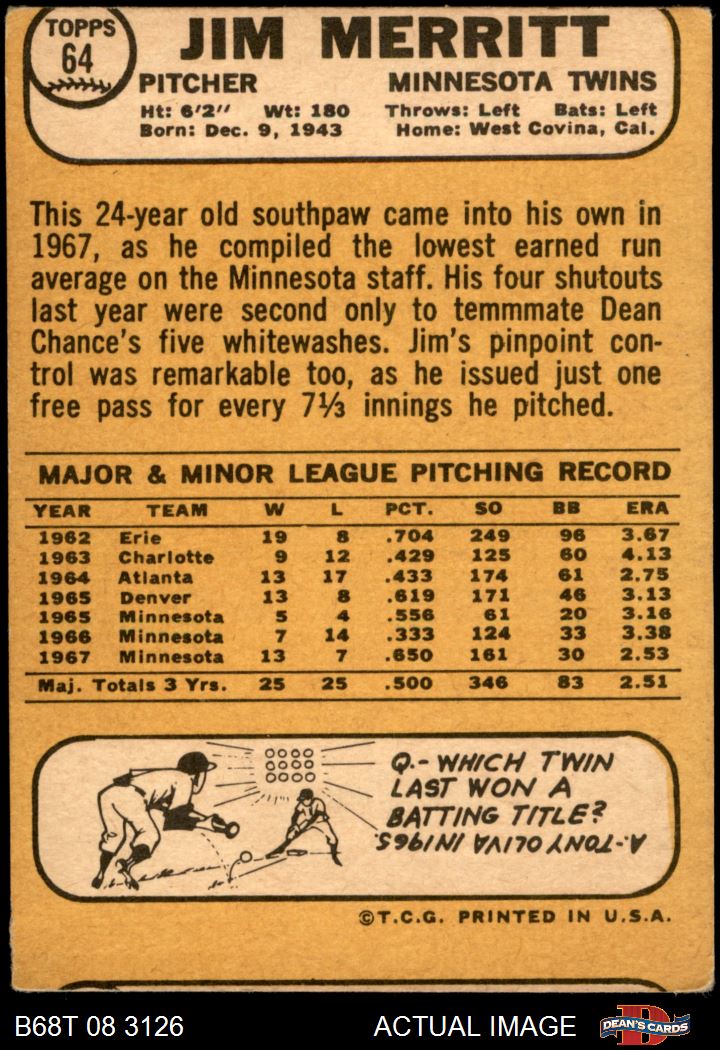 TOPPS
64
JIM MERRITT
PITCHER MINNESOTA TWINS
Ht: 6'2" Wt: 180 Throws: Left Bats: Left
Born: Dec. 9, 1943 Home: West Covina, Cal.
This 24-year old southpaw came into his own in
1967, as he compiled the lowest earned run
average on the Minnesota staff. His four shutouts
last year were second only to temmmate Dean
Chance's five whitewashes. Jim's pinpoint con-
trol was remarkable too, as he issued just one
free pass for every 7⅓ innings he pitched.
MAJOR & MINOR LEAGUE PITCHING RECORD
YEAR TEAM W L PCT. SO BB ERA
1962 Erie 19 8 .704 249 96 3.67
1963 Charlotte 9 12 .429 125 60 4.13
1964 Atlanta 13 17 .433 174 61 2.75
1965 Denver 13 8 .619 171 46 3.13
1965 Minnesota 5 4 .556 61 20 3.16
1966 Minnesota 7 14 .333 124 33 3.38
1967 Minnesota 13 7 .650 161 30 2.53
Maj. Totals 3 Yrs. 25 25 .500 346 83 2.51
Q.- WHICH TWIN
LAST WON A
BATTING TITLE?
A.- TONY OLIVA IN 1965
©T.C.G. PRINTED IN U.S.A.
B68T 08 3126 ACTUAL IMAGE DEAN'S CARDS